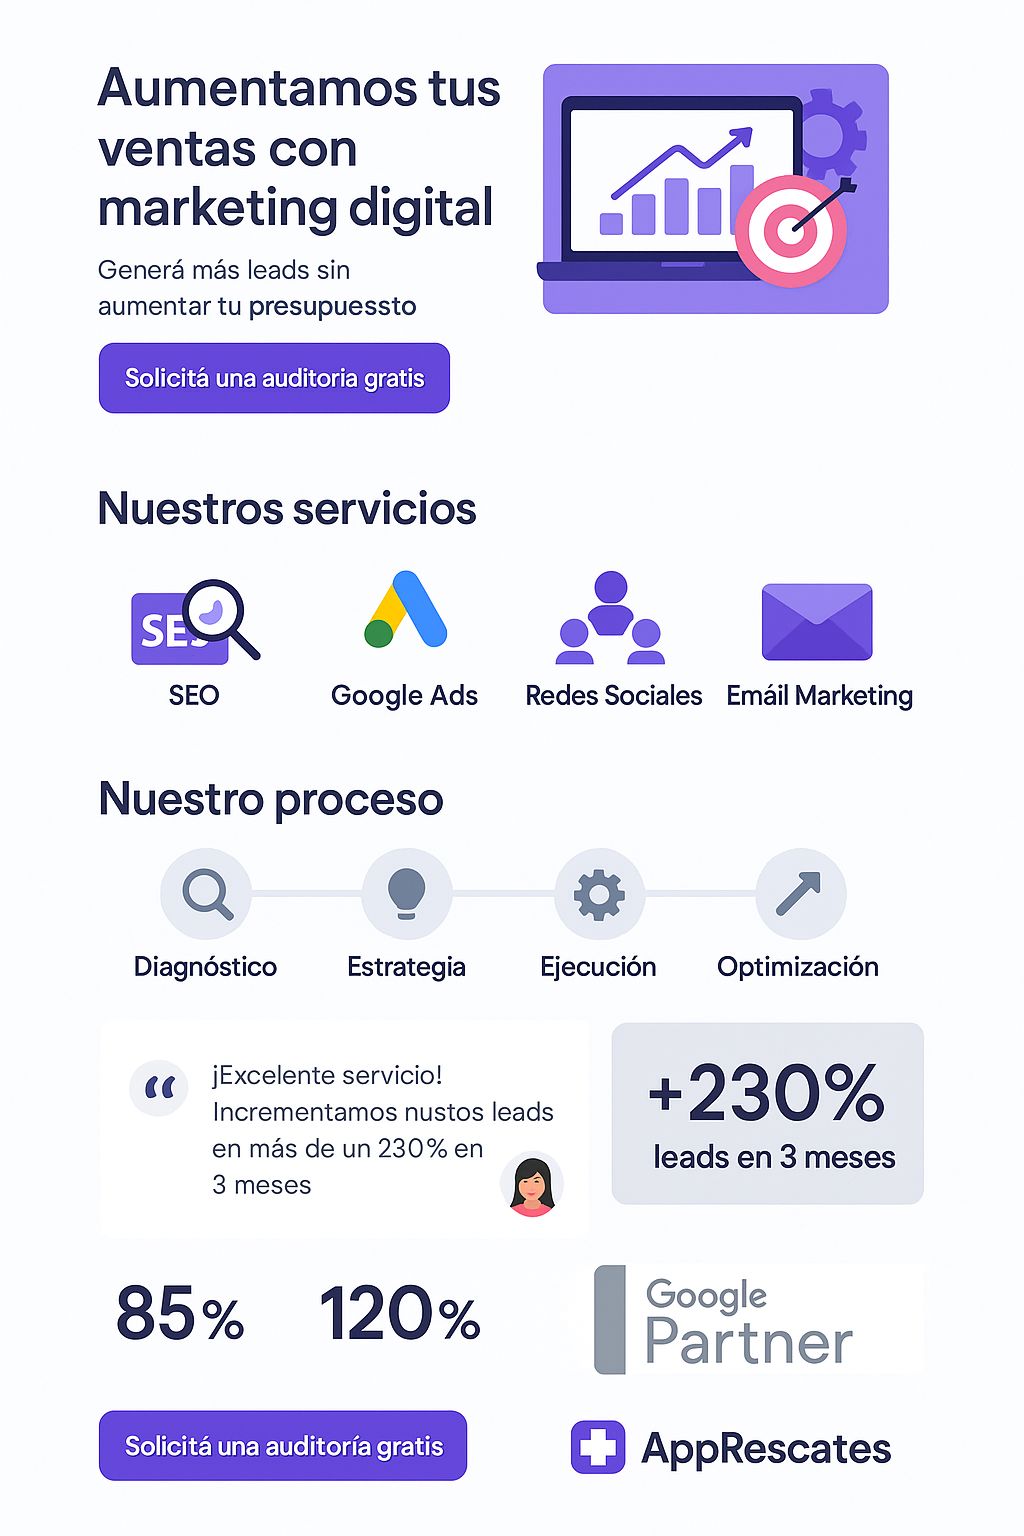 Aumentamos tus
ventas con
marketing digital
Generá más leads sin
aumentar tu presupuessto
Solicitá una auditoria gratis
Nuestros servicios
SEO
Google Ads
Redes Sociales
Emáil Marketing
Nuestro proceso
Diagnóstico
Estrategia
Ejecución
Optimización
“
¡Excelente servicio!
Incrementamos nustos leads
en más de un 230% en
3 meses
+230%
leads en 3 meses
85%
120%
Google
Partner
Solicitá una auditoría gratis
AppRescates